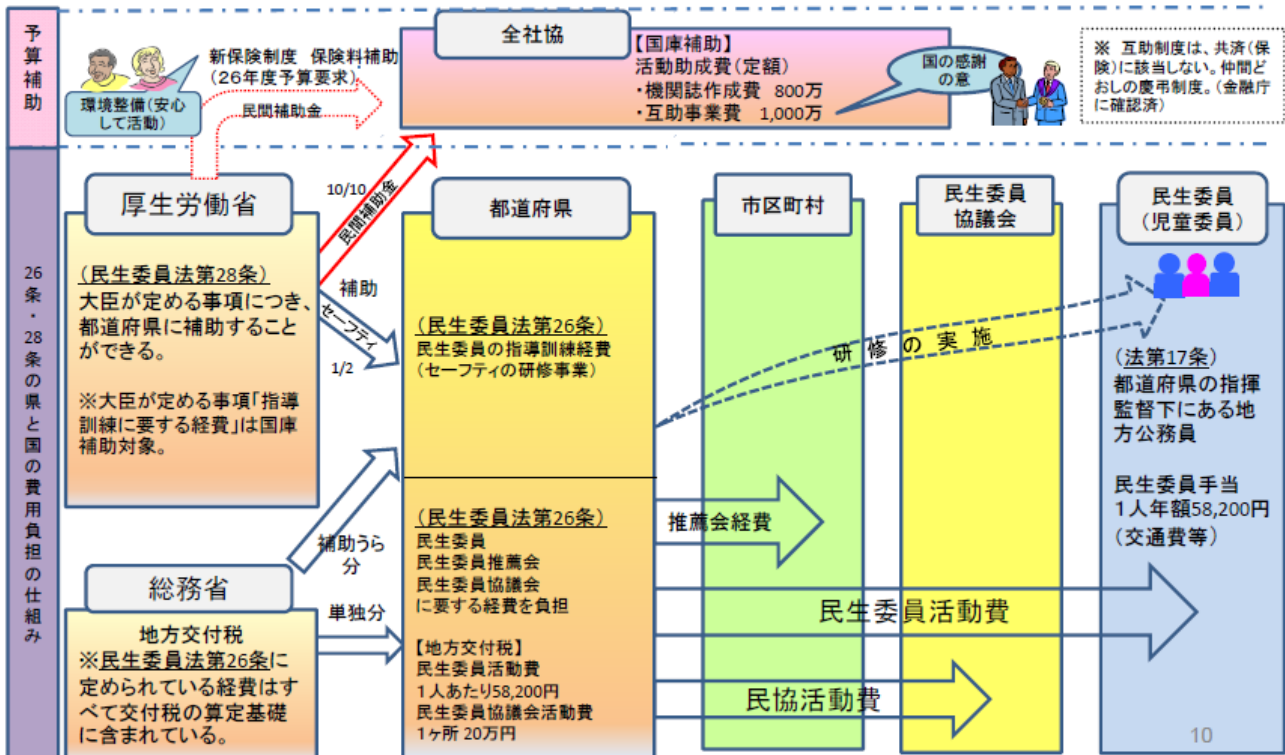 予算補助
新保険制度 保険料補助
(26年度予算要求)
民間補助金
環境整備(安心
して活動)
全社協
【国庫補助】
活動助成費(定額)
・機関誌作成費 800万
・互助事業費 1,000万
国の感謝
の意
※ 互助制度は、共済(保
険)に該当しない。仲間ど
おしの慶弔制度。(金融庁
に確認済)
26条・28条の県と国の費用負担の仕組み
厚生労働省
(民生委員法第28条)
大臣が定める事項につき、
都道府県に補助すること
ができる。
※大臣が定める事項「指導
訓練に要する経費」は国庫
補助対象。
10/10
民間補助金
補助
セーフティ
1/2
補助うら
分
単独分
総務省
地方交付税
※民生委員法第26条に
定められている経費はす
べて交付税の算定基礎
に含まれている。
都道府県
(民生委員法第26条)
民生委員の指導訓練経費
(セーフティの研修事業)
(民生委員法第26条)
民生委員
民生委員推薦会
民生委員協議会
に要する経費を負担
【地方交付税】
民生委員活動費
1人あたり58,200円
民生委員協議会活動費
1ヶ所 20万円
市区町村
民生委員
協議会
研修の実施
推薦会経費
民生委員活動費
民協活動費
民生委員
(児童委員)
(法第17条)
都道府県の指揮
監督下にある地
方公務員
民生委員手当
1人年額58,200円
(交通費等)
10